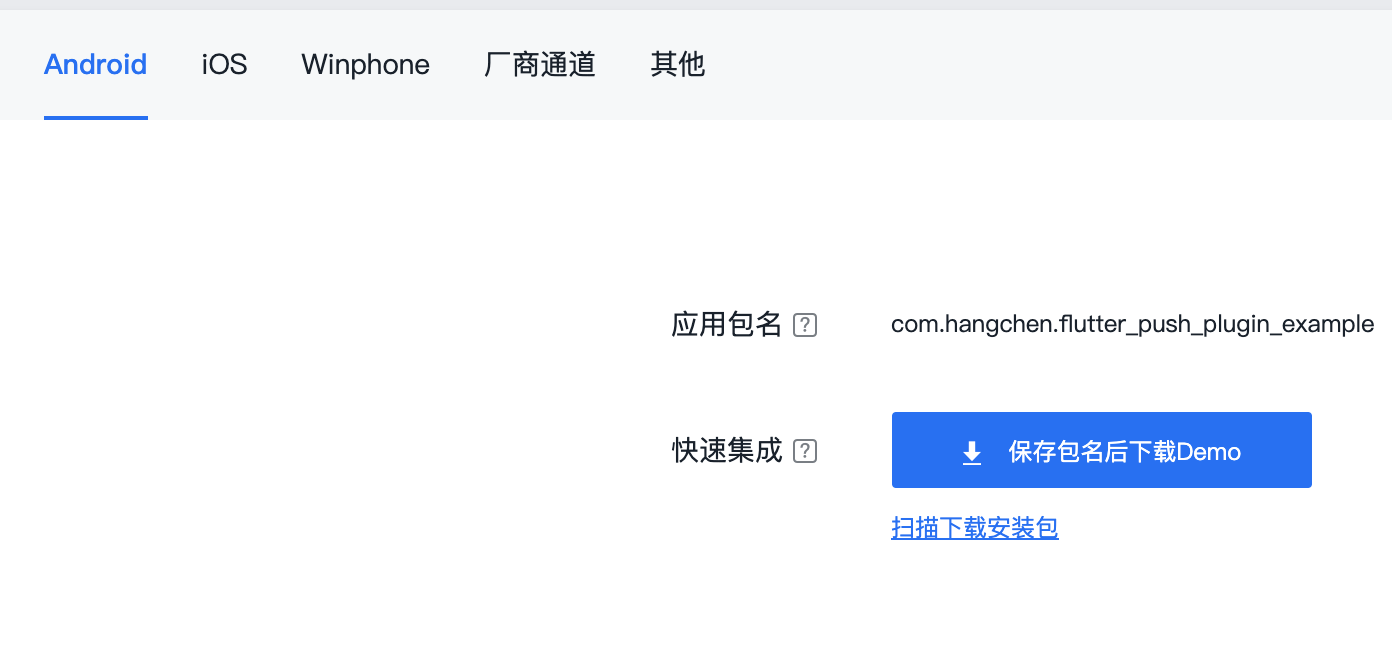 Android iOS Winphone 厂商通道 其他
应用包名 ? com.hangchen.flutter_push_plugin_example
快速集成 ? 保存包名后下载Demo
扫描下载安装包